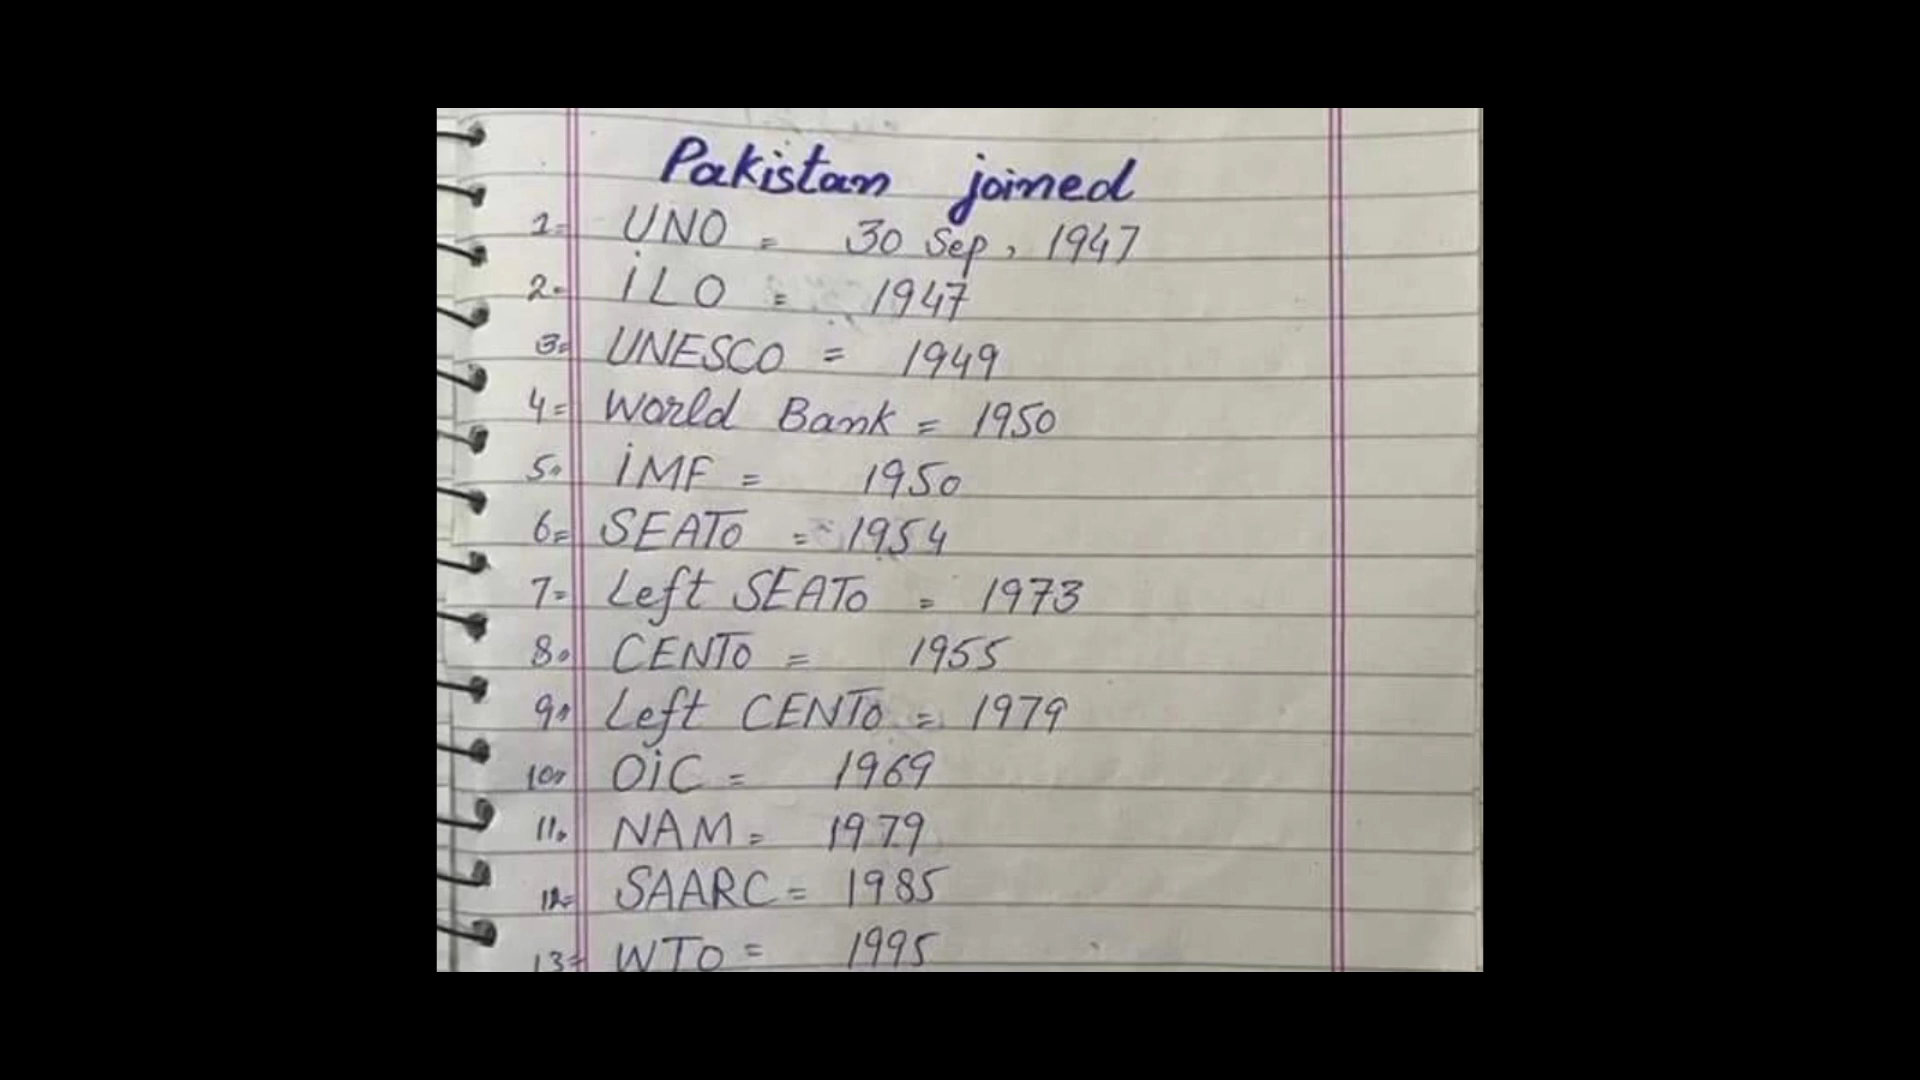 Pakistan joined
1= UNO = 30 Sep, 1947
2= iLO = 1947
3= UNESCO = 1949
4= World Bank = 1950
5= iMF = 1950
6= SEATo = 1954
7= Left SEATo = 1973
8= CENTo = 1955
9= Left CENTo = 1979
10= OiC = 1969
11= NAM = 1979
12= SAARC = 1985
13= WTo = 1995